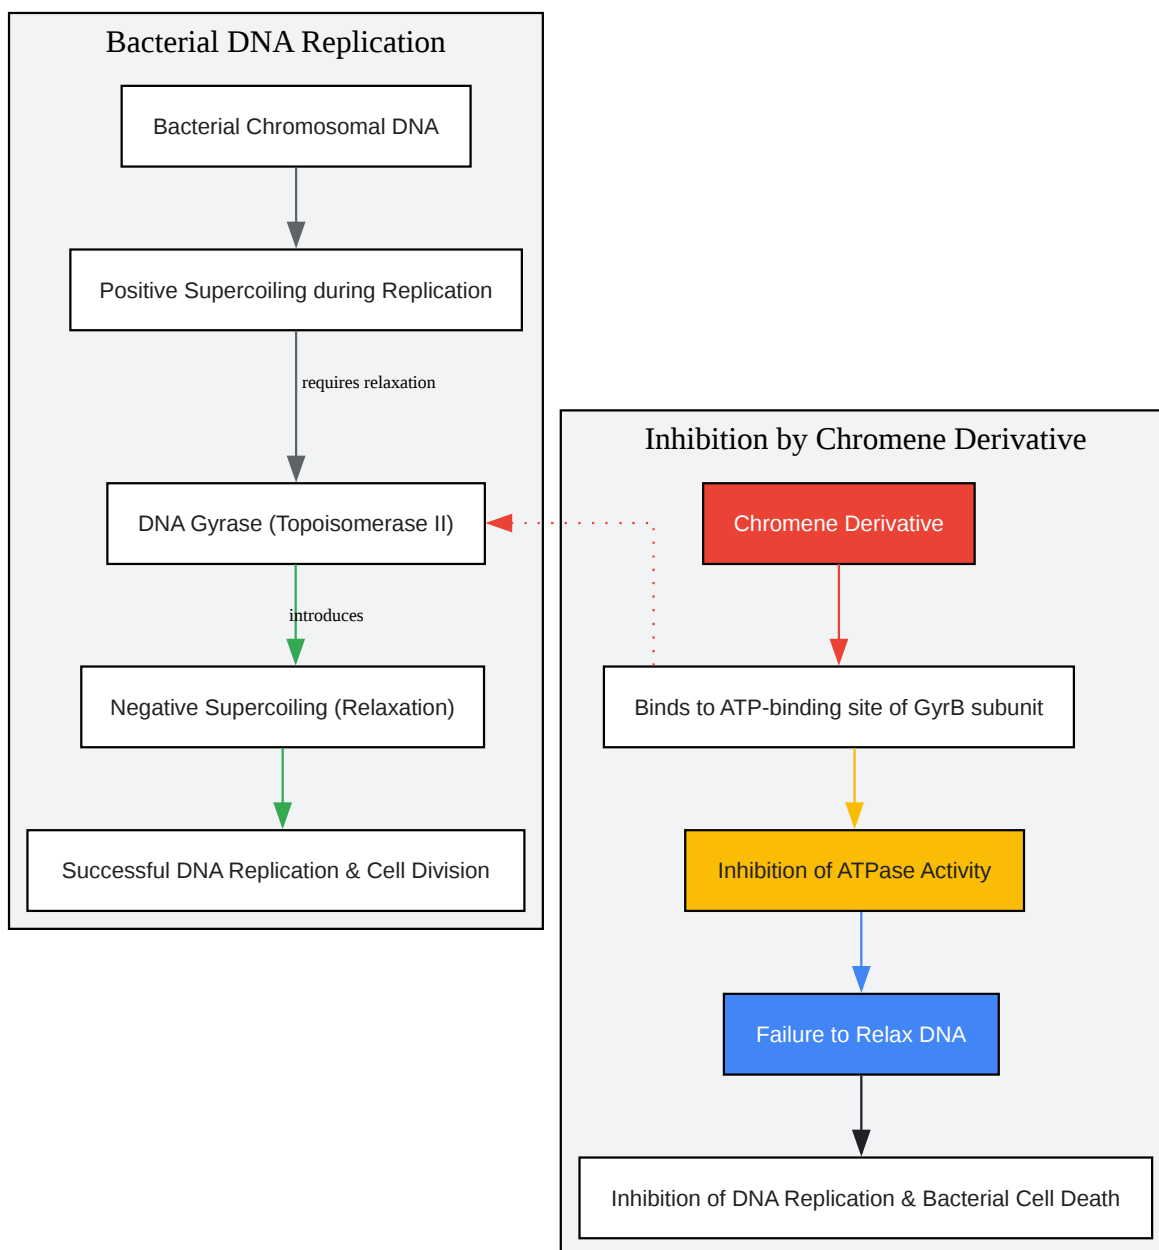 Bacterial DNA Replication
Bacterial Chromosomal DNA
Positive Supercoiling during Replication
requires relaxation
DNA Gyrase (Topoisomerase II)
introduces
Negative Supercoiling (Relaxation)
Successful DNA Replication & Cell Division
Inhibition by Chromene Derivative
Chromene Derivative
Binds to ATP-binding site of GyrB subunit
Inhibition of ATPase Activity
Failure to Relax DNA
Inhibition of DNA Replication & Bacterial Cell Death